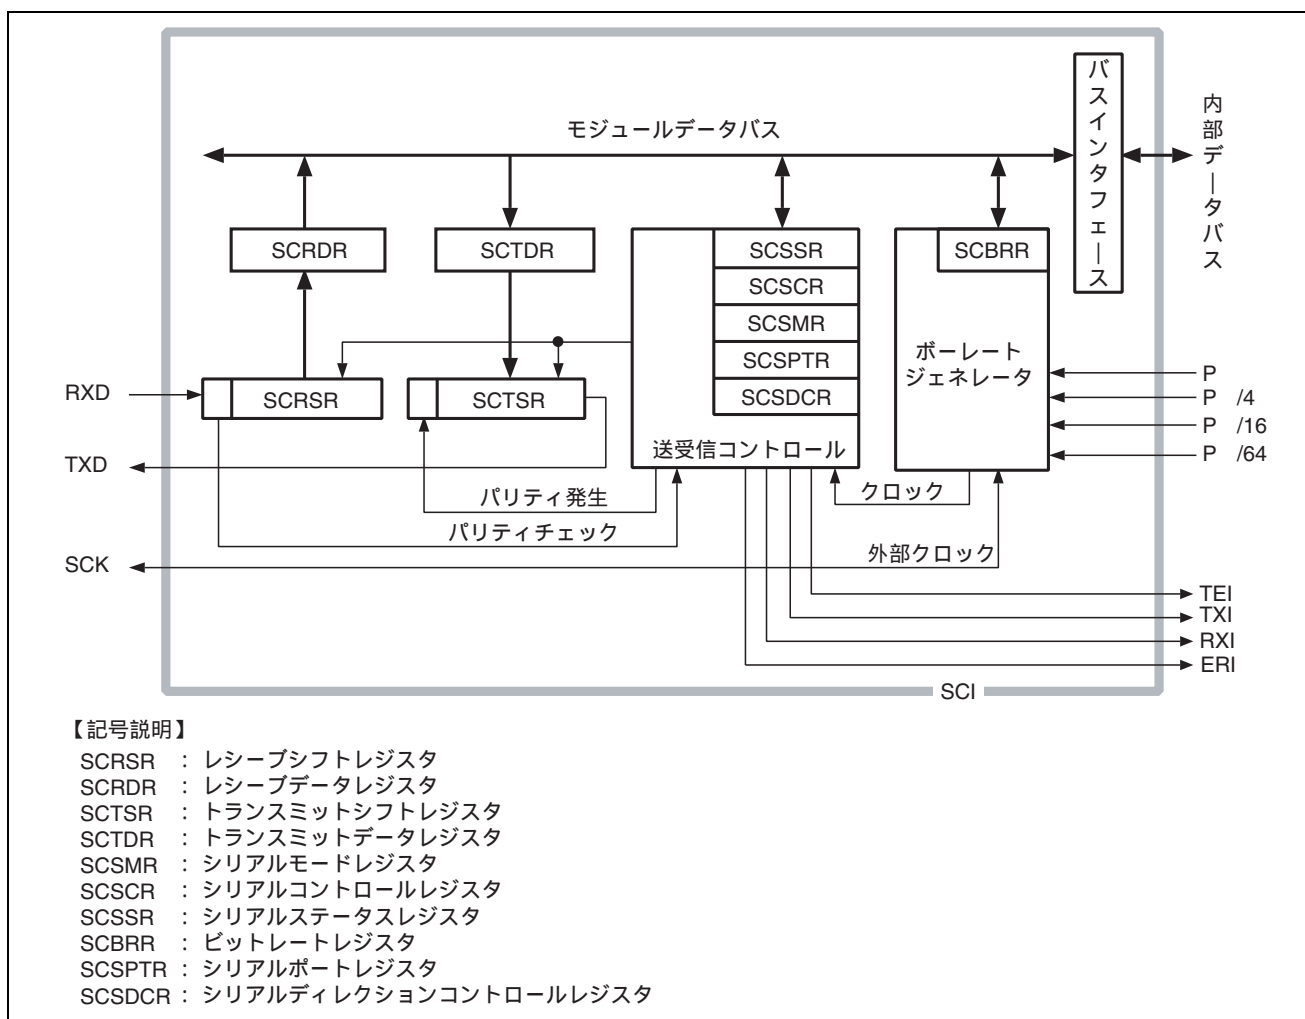 モジュールデータバス
バスインタフェース
内部データバス
SCRDR
SCTDR
SCSSR
SCBRR
SCSCR
SCSMR
SCSPTR
SCSDCR
ボーレート
ジェネレータ
RXD
SCRSR
SCTSR
P
P /4
P /16
P /64
TXD
送受信コントロール
パリティ発生
クロック
パリティチェック
SCK
外部クロック
TEI
TXI
RXI
ERI
SCI
【記号説明】
SCRSR : レシーブシフトレジスタ
SCRDR : レシーブデータレジスタ
SCTSR : トランスミットシフトレジスタ
SCTDR : トランスミットデータレジスタ
SCSMR : シリアルモードレジスタ
SCSCR : シリアルコントロールレジスタ
SCSSR : シリアルステータスレジスタ
SCBRR : ビットレートレジスタ
SCSPTR : シリアルポートレジスタ
SCSDCR : シリアルディレクションコントロールレジスタ